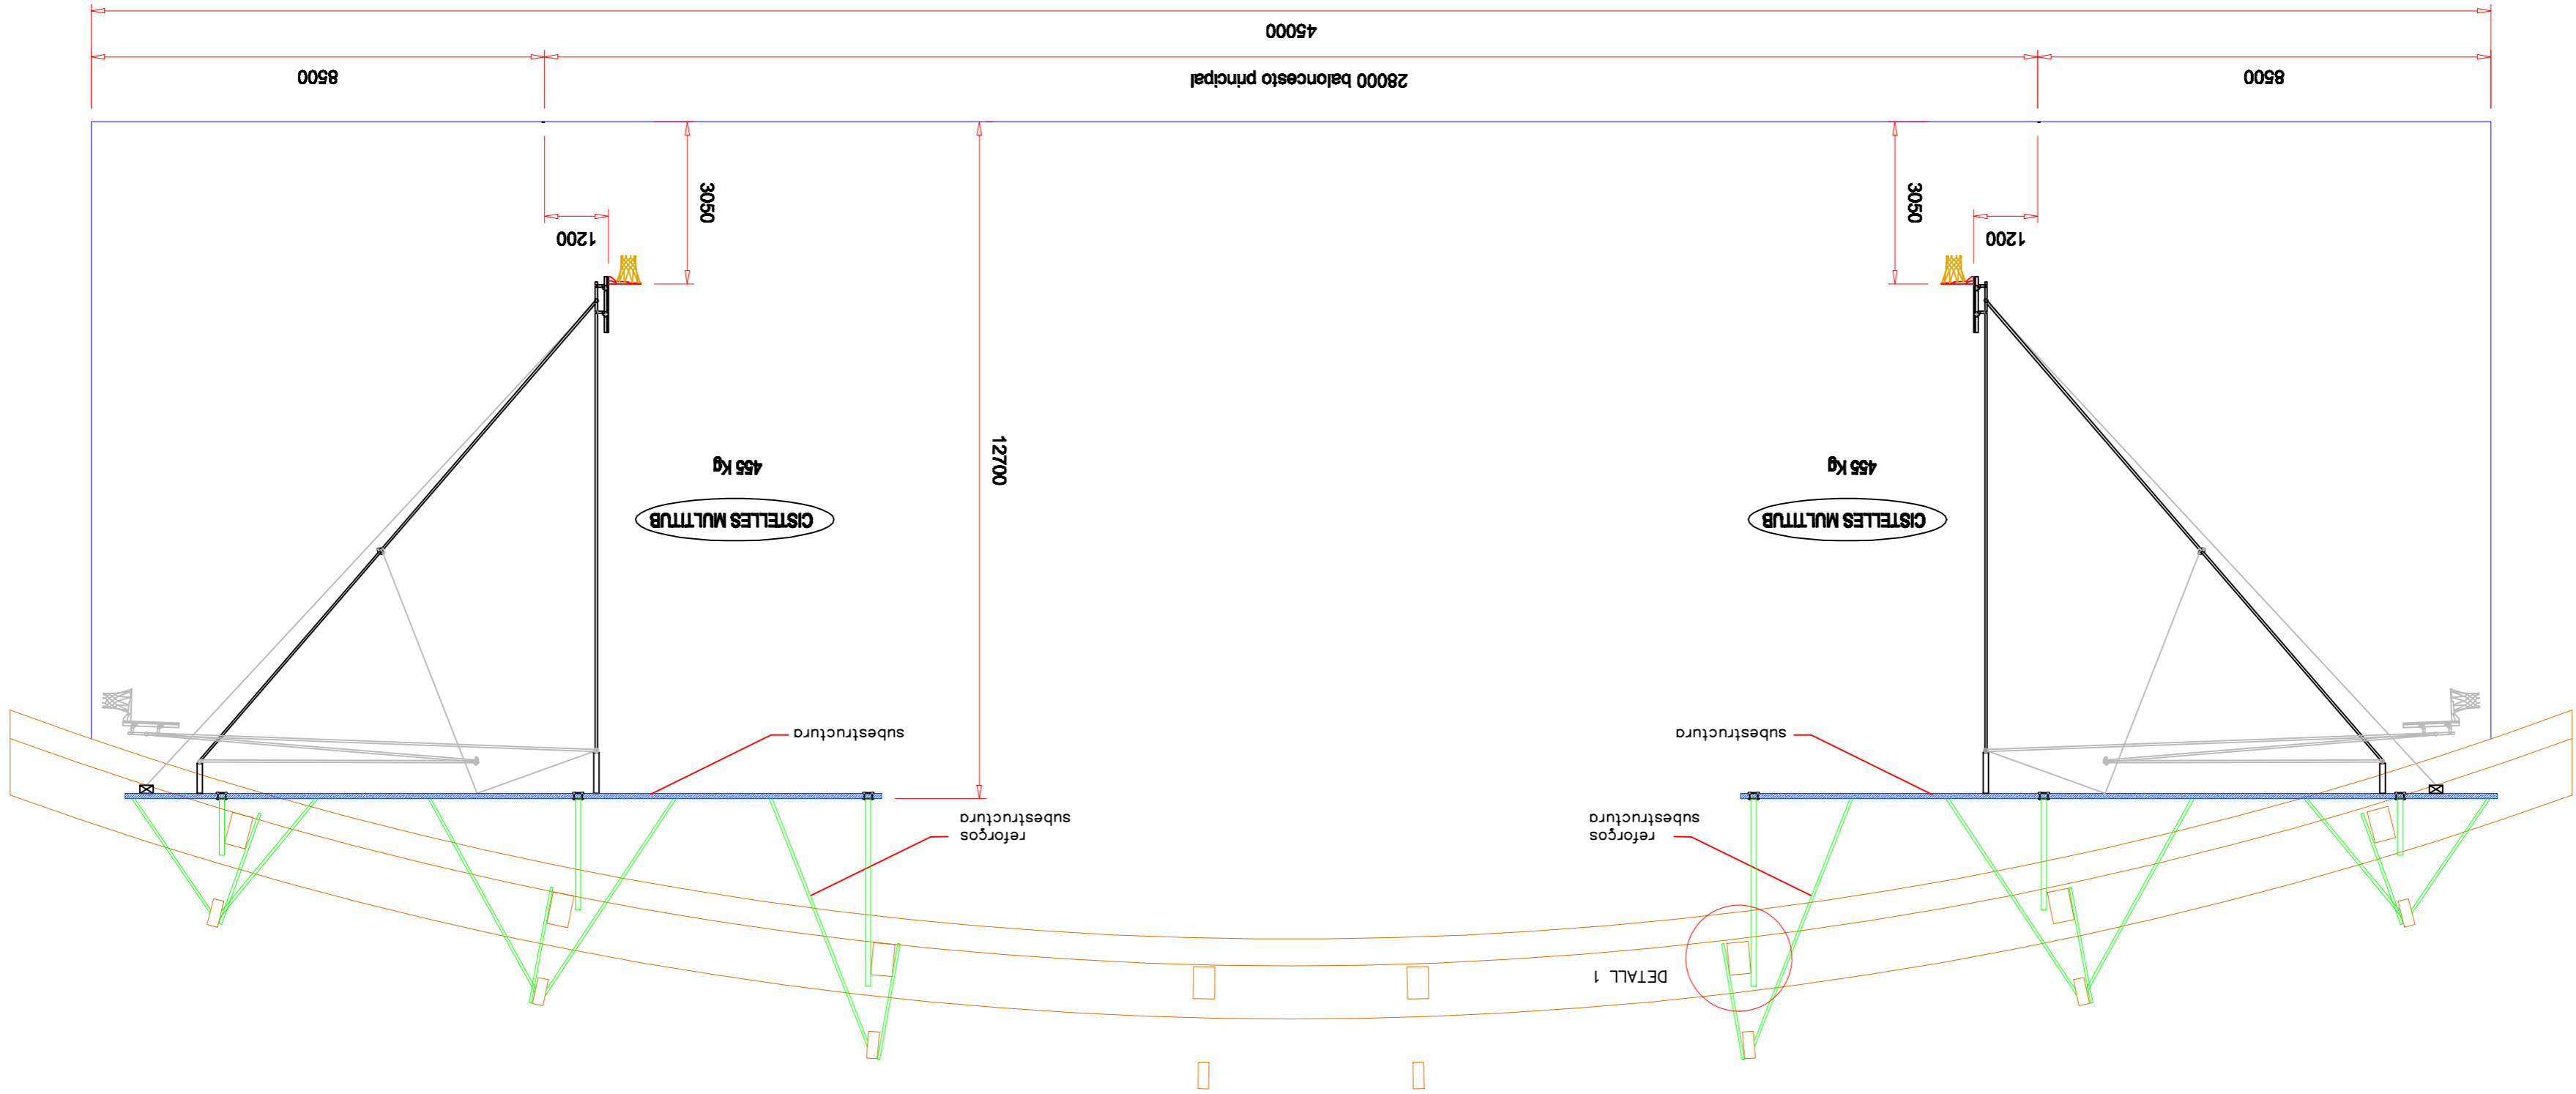 DETALL 1
reforços
subestructura
reforços
subestructura
subestructura
subestructura
CISTELLES MULTITUB
455 Kg
CISTELLES MULTITUB
455 Kg
12700
1200
3050
3050
1200
8500
28000 baloncesto principal
8500
45000